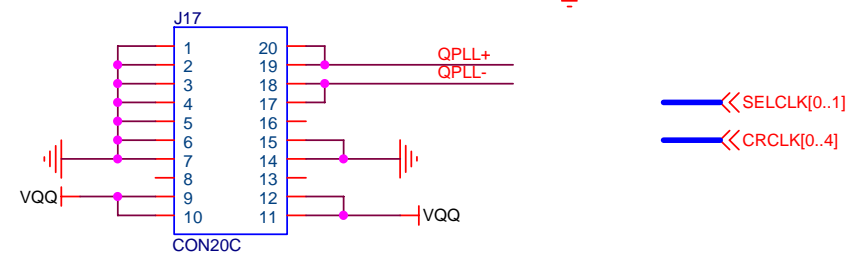 J17
1 20
2 19 QPLL+
3 18 QPLL-
4 17
5 16
6 15
7 14
8 13
VQQ 9 12
10 11 VQQ
CON20C
SELCLK[0..1]
CRCLK[0..4]